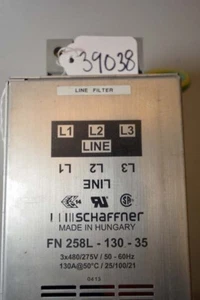 39038
LINE FILTER
L1 L2 L3
LINE
L3 L2 L1
LINE
SCHAFFNER
MADE IN HUNGARY
FN 258L - 130 - 35
3x480/275V / 50 - 60Hz
130A@50°C / 25/100/21
0413